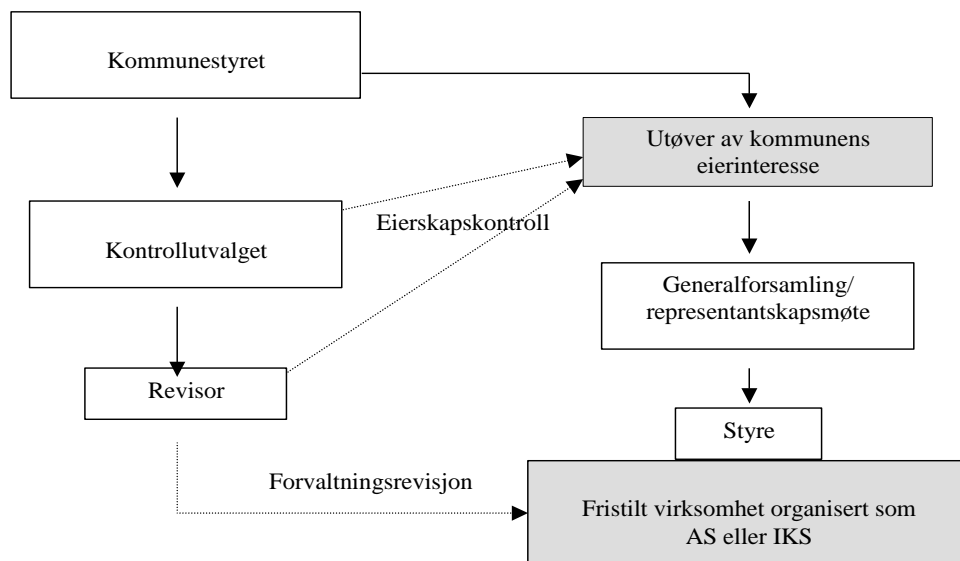 Kommunestyret
Utøver av kommunens
eierinteresse
Eierskapskontroll
Kontrollutvalget
Generalforsamling/
representantskapsmøte
Revisor
Styre
Forvaltningsrevisjon
Fristilt virksomhet organisert som
AS eller IKS